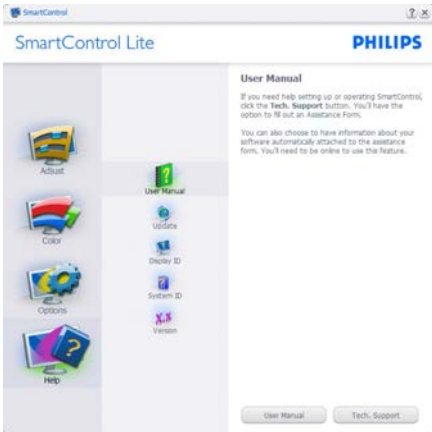 SmartControl
? ×
SmartControl Lite
PHILIPS
Adjust
Color
Options
Help
User Manual
Update
Display ID
System ID
X.X
Version
User Manual
If you need help setting up or operating SmartControl,
click the Tech. Support button. You'll have the
option to fill out an Assistance Form.
You can also choose to have information about your
software automatically attached to the assistance
form. You'll need to be online to use this feature.
User Manual
Tech. Support